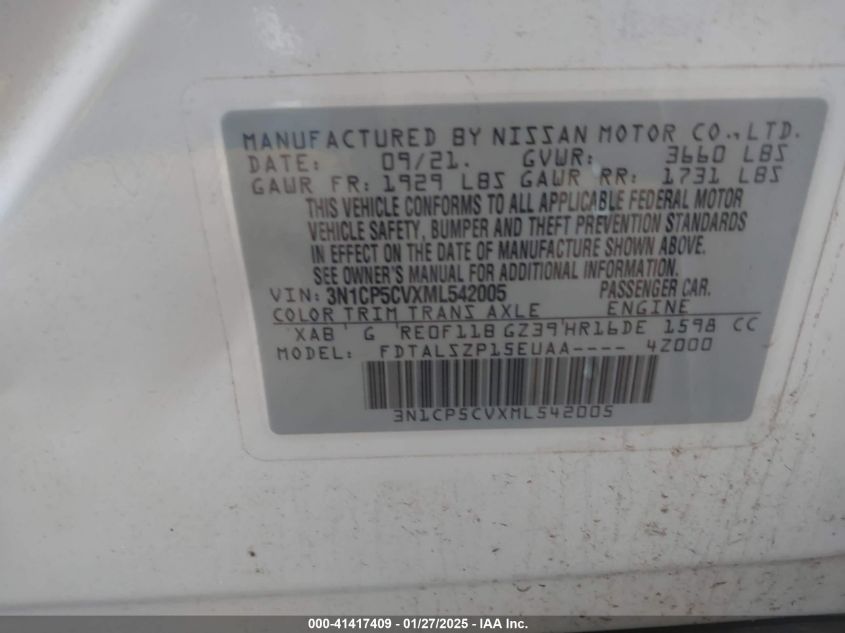 MANUFACTURED BY NISSAN MOTOR CO., LTD.
DATE: 09/21. GVWR: 3660 LBS
GAWR FR: 1929 LBS GAWR RR: 1731 LBS
THIS VEHICLE CONFORMS TO ALL APPLICABLE FEDERAL MOTOR
VEHICLE SAFETY, BUMPER AND THEFT PREVENTION STANDARDS
IN EFFECT ON THE DATE OF MANUFACTURE SHOWN ABOVE.
SEE OWNER'S MANUAL FOR ADDITIONAL INFORMATION.
VIN: 3N1CP5CVXML542005 PASSENGER CAR.
COLOR TRIM TRANS AXLE ENGINE
XAB G RE0F11B GZ39 HR16DE 1598 CC
MODEL: FDTALSZP15EUAA---- 4Z000
3N1CP5CVXML542005
000-41417409 - 01/27/2025 - IAA Inc.